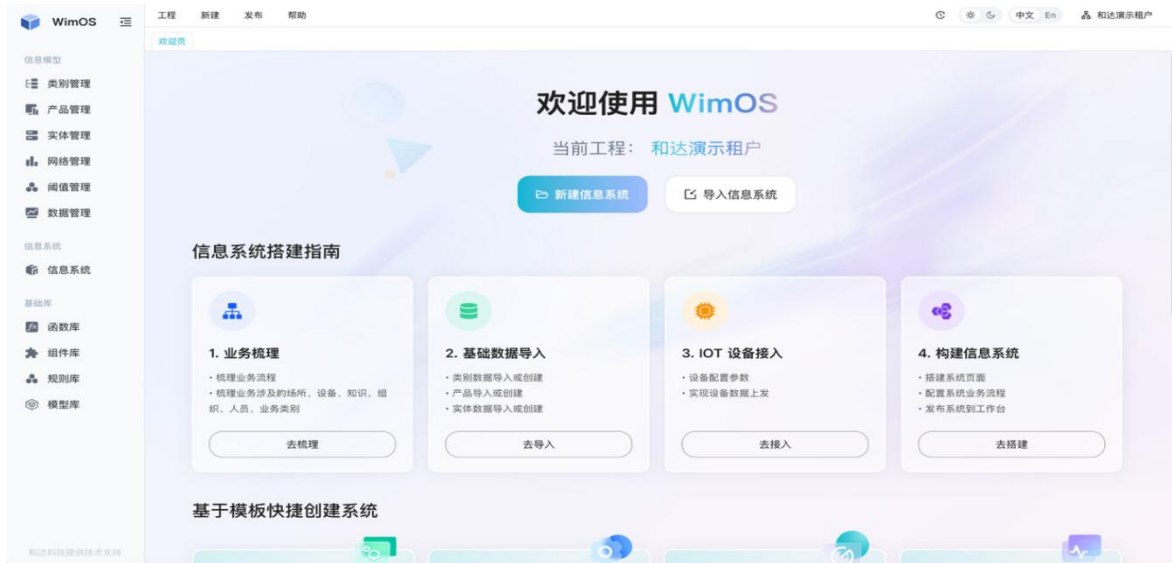 WimOS
工程 新建 发布 帮助
中文 En
和达演示租户
欢迎页
信息模型
类别管理
产品管理
实体管理
网络管理
阈值管理
数据管理
信息系统
信息系统
基础库
函数库
组件库
规则库
模型库
和达科技提供技术支持
欢迎使用 WimOS
当前工程: 和达演示租户
新建信息系统
导入信息系统
信息系统搭建指南
1. 业务梳理
· 梳理业务流程
· 梳理业务涉及的场所、设备、知识、组
织、人员、业务类别
去梳理
2. 基础数据导入
· 类别数据导入或创建
· 产品导入或创建
· 实体数据导入或创建
去导入
3. IOT 设备接入
· 设备配置参数
· 实现设备数据上发
去接入
4. 构建信息系统
· 搭建系统页面
· 配置系统业务流程
· 发布系统到工作台
去搭建
基于模板快捷创建系统